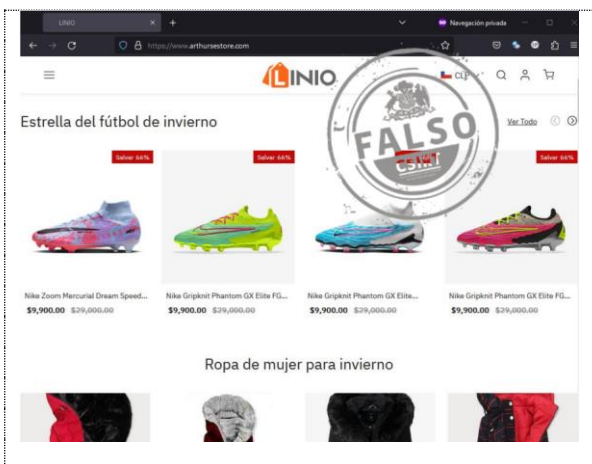 LINIO
Navegación privada
https://www.arthursestore.com
LINIO
CLP
Estrella del fútbol de invierno
Ver Todo
FALSO
CSIRT
Salvar 66%
Salvar 66%
Salvar 66%
Nike Zoom Mercurial Dream Speed...
Nike Gripknit Phantom GX Elite FG...
Nike Gripknit Phantom GX Elite...
Nike Gripknit Phantom GX Elite FG...
$9,900.00 $29,000.00
$9,900.00 $29,000.00
$9,900.00 $29,000.00
$9,900.00 $29,000.00
Ropa de mujer para invierno